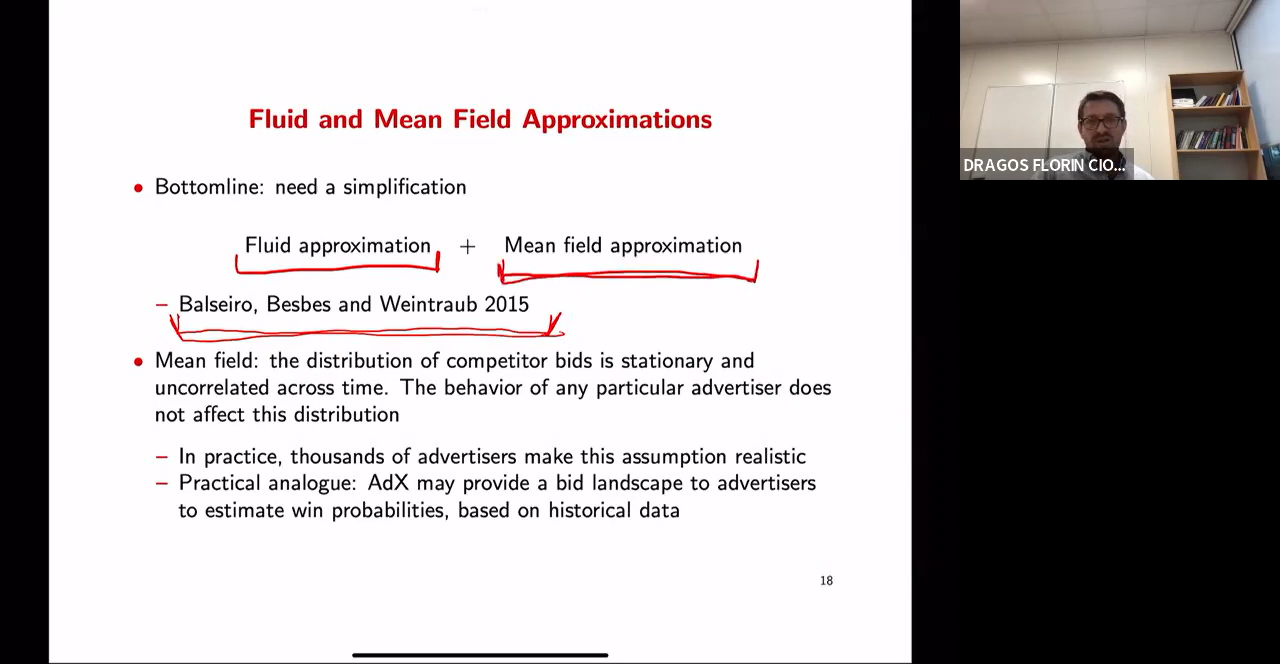 Fluid and Mean Field Approximations
• Bottomline: need a simplification
Fluid approximation + Mean field approximation
– Balseiro, Besbes and Weintraub 2015
• Mean field: the distribution of competitor bids is stationary and
uncorrelated across time. The behavior of any particular advertiser does
not affect this distribution
– In practice, thousands of advertisers make this assumption realistic
– Practical analogue: AdX may provide a bid landscape to advertisers
to estimate win probabilities, based on historical data
18
DRAGOS FLORIN CIO...